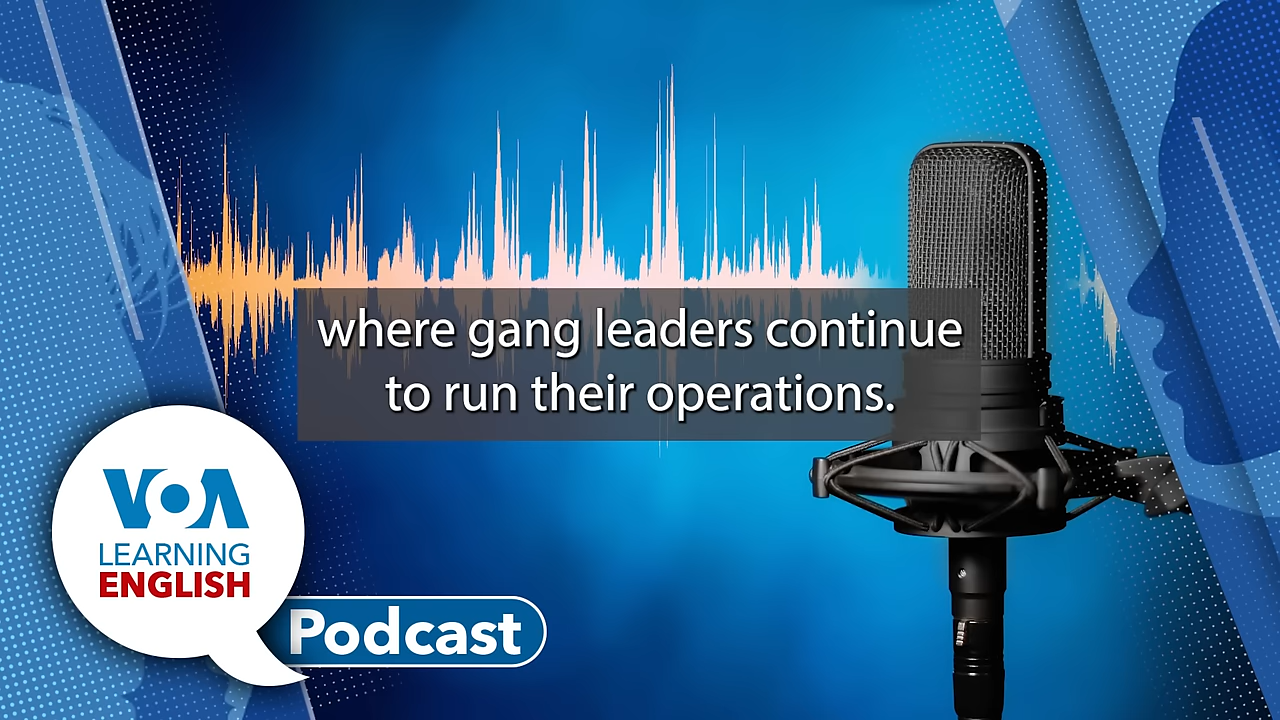 where gang leaders continue
to run their operations.
VOA
LEARNING
ENGLISH
Podcast